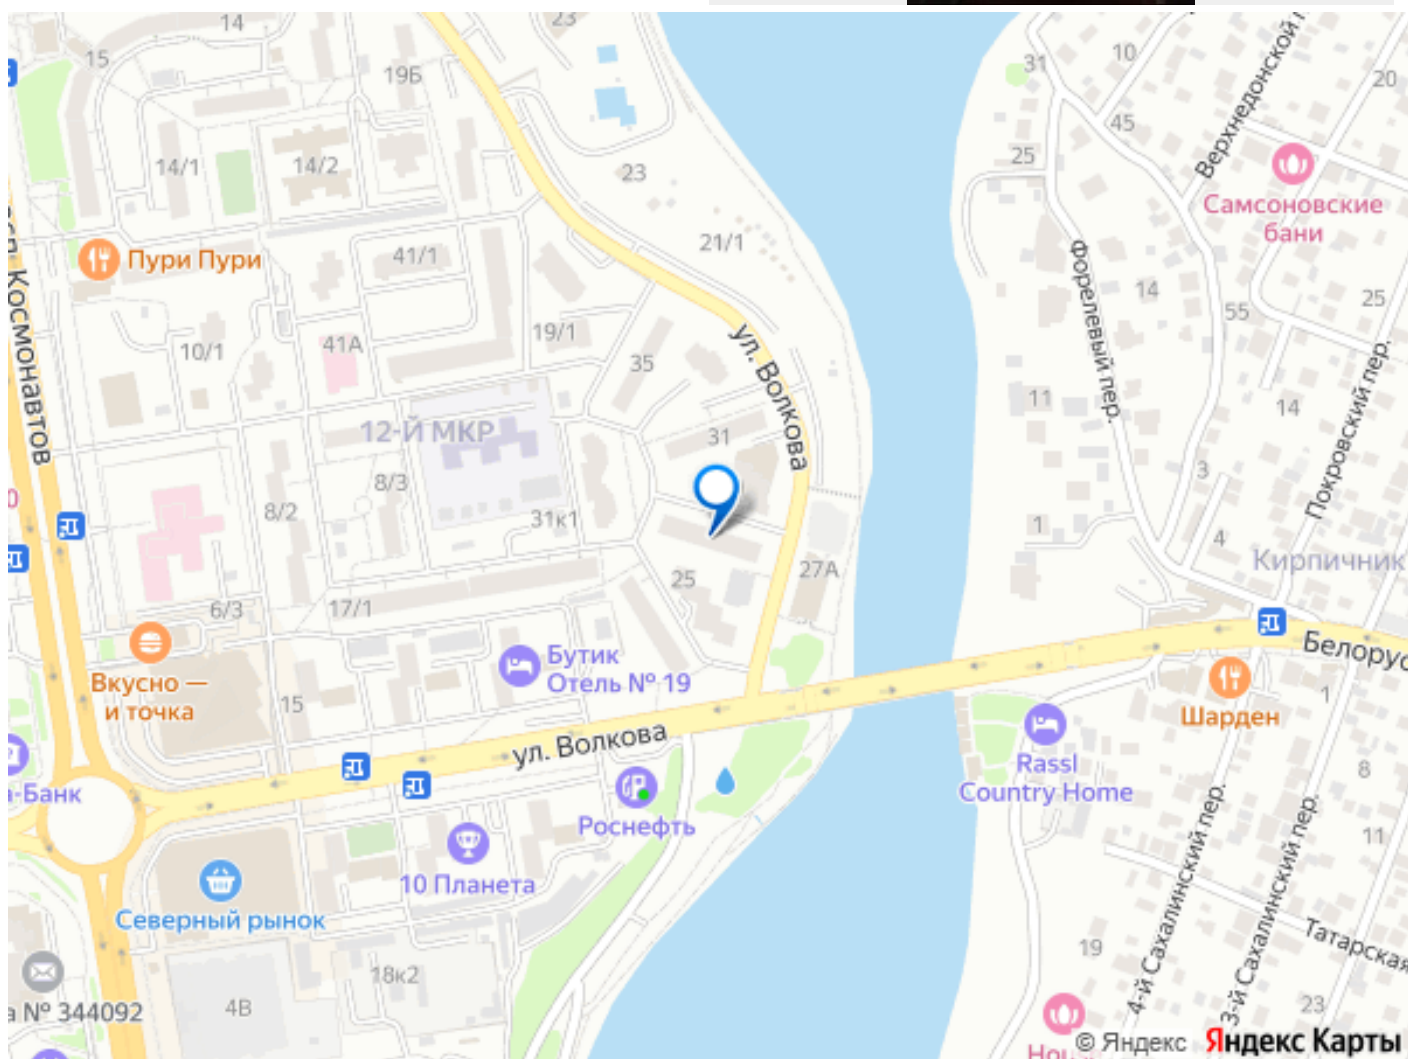 14
23
15
19Б
10
31
20
45
Верхнедонской п
14/1
14/2
23
25
Самсоновские
бани
Пури Пури
41/1
21/1
Форелевый пер.
14
25
55
Космонавтов
10/1
41А
19/1
35
ул. Волкова
Покровский пер.
12-Й МКР
31
11
14
8/3
8/2
31к1
3
1
4
Кирпичник
25
27А
6/3
17/1
Вкусно —
и точка
Бутик
Отель № 19
Белорус
15
ул. Волкова
Шарден
1
а-Банк
Роснефть
Rassl
Country Home
8
11
10 Планета
Северный рынок
4-й Сахалинский пер.
3-й Сахалинский пер.
Татарская
19
18к2
4В
23
а № 344092
© Яндекс
Яндекс Карты